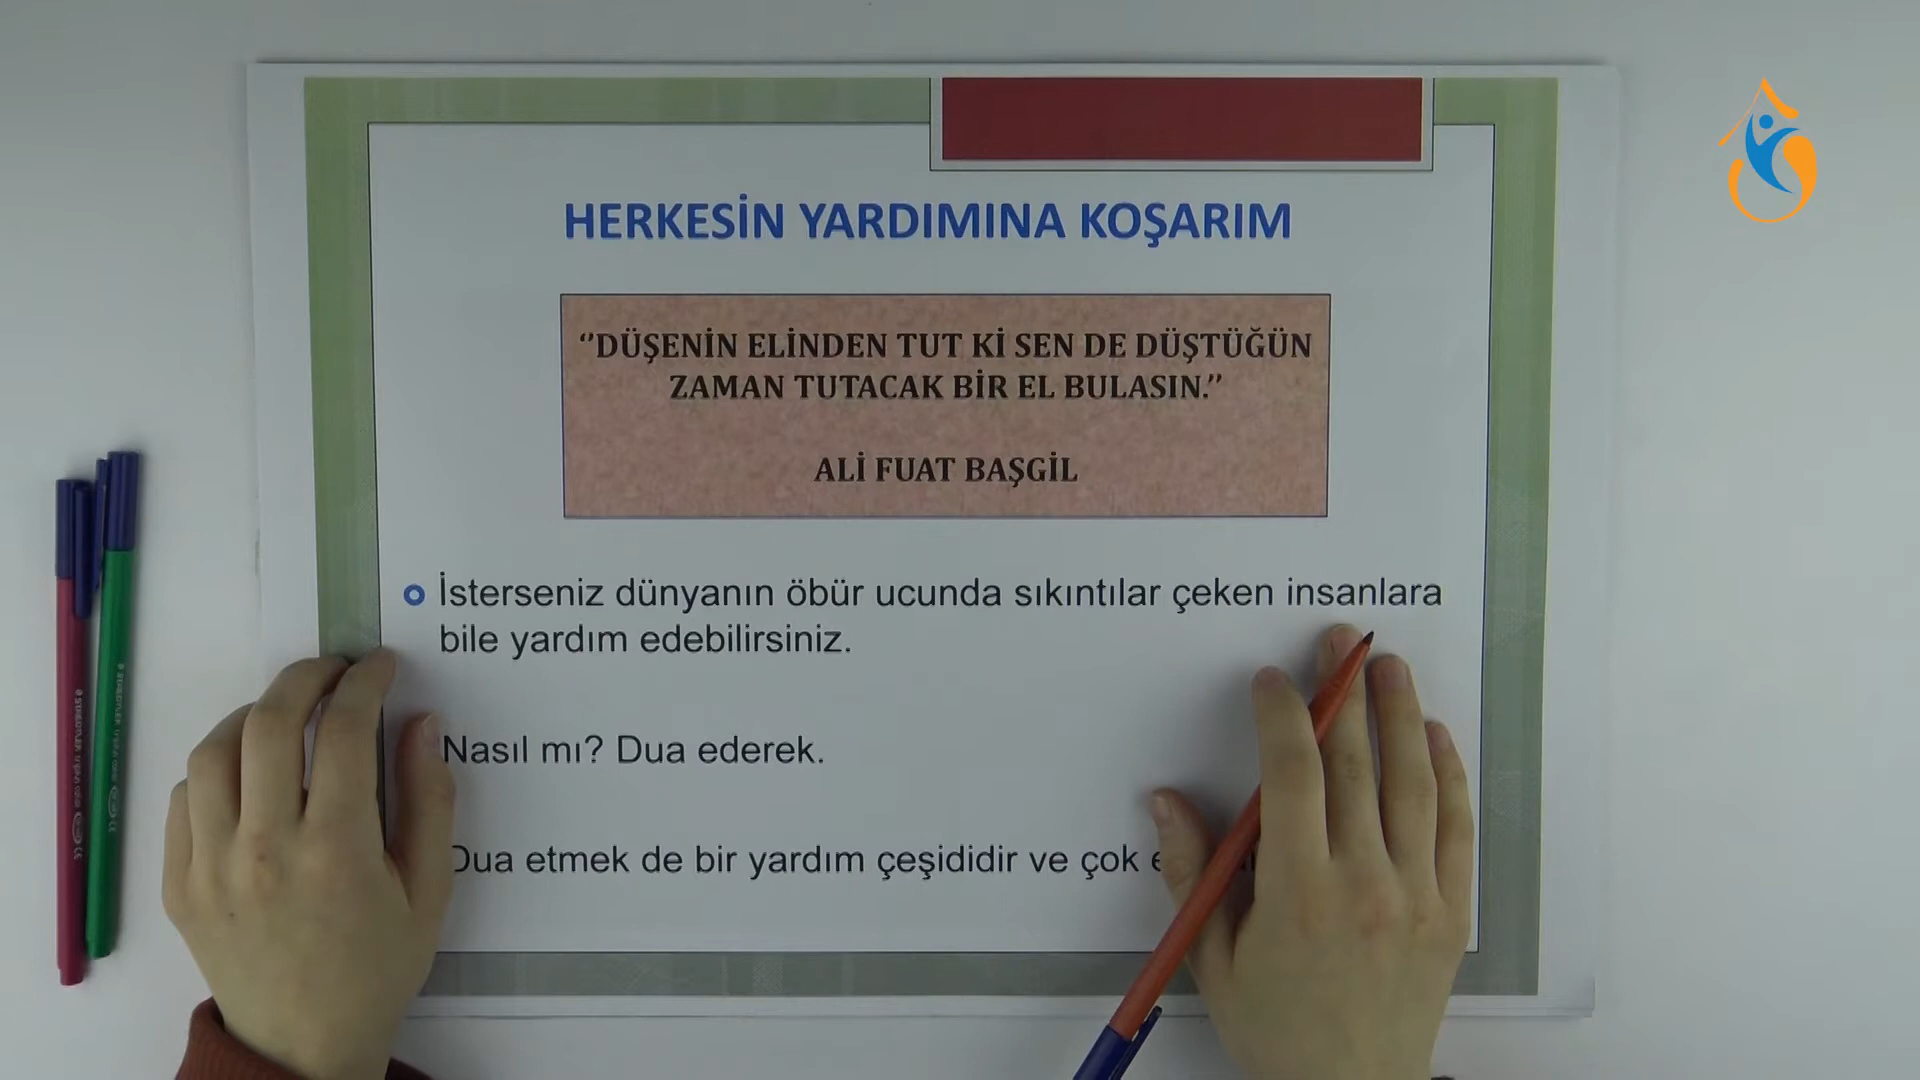 HERKESİN YARDIMINA KOŞARIM
‘’DÜŞENİN ELİNDEN TUT Kİ SEN DE DÜŞTÜĞÜN
ZAMAN TUTACAK BİR EL BULASIN.’’
ALİ FUAT BAŞGİL
İsterseniz dünyanın öbür ucunda sıkıntılar çeken insanlara
bile yardım edebilirsiniz.
Nasıl mı? Dua ederek.
Dua etmek de bir yardım çeşididir ve çok
STAEDTLER
STAEDTLER